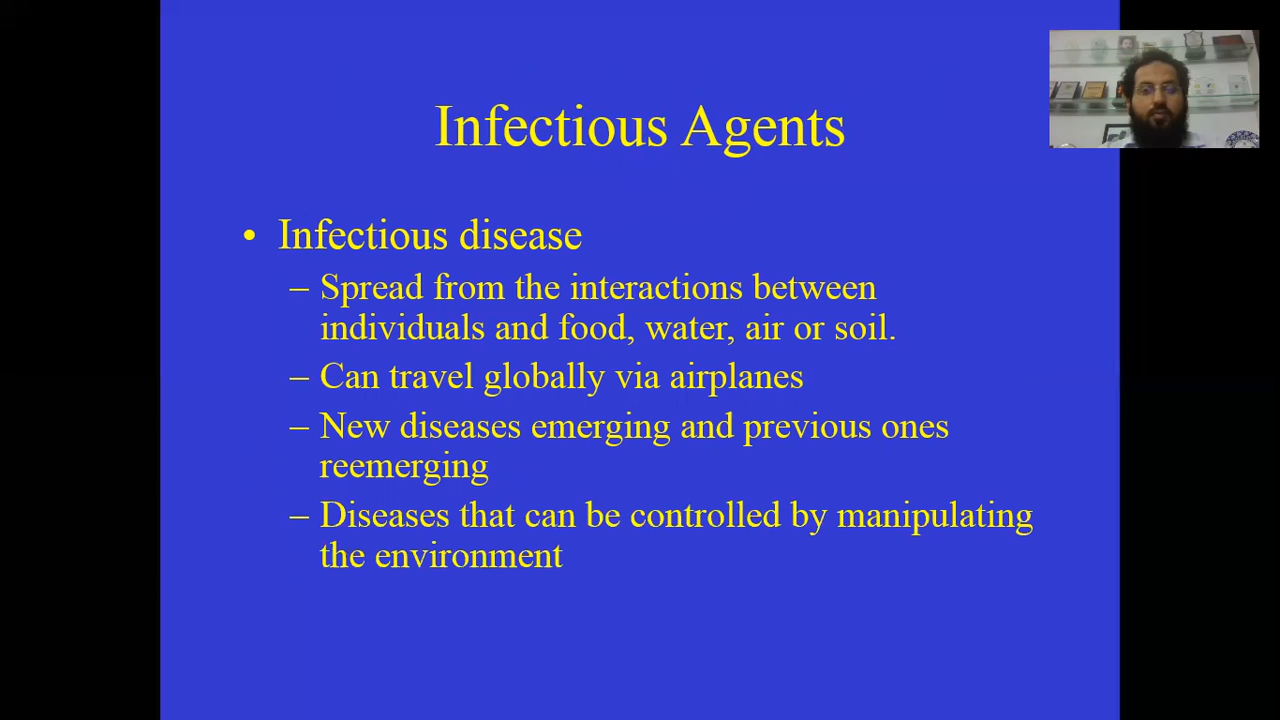 Infectious Agents
• Infectious disease
– Spread from the interactions between
individuals and food, water, air or soil.
– Can travel globally via airplanes
– New diseases emerging and previous ones
reemerging
– Diseases that can be controlled by manipulating
the environment